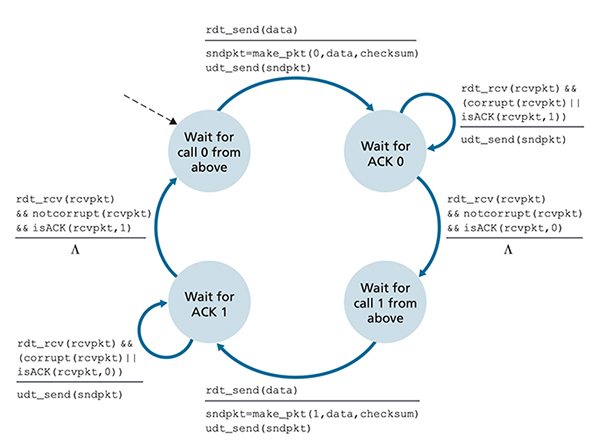 rdt_send(data)
sndpkt=make_pkt(0,data,checksum)
udt_send(sndpkt)
rdt_rcv(rcvpkt) &&
(corrupt(rcvpkt)||
isACK(rcvpkt,1))
udt_send(sndpkt)
Wait for
call 0 from
above
Wait for
ACK 0
rdt_rcv(rcvpkt)
&& notcorrupt(rcvpkt)
&& isACK(rcvpkt,1)
Λ
rdt_rcv(rcvpkt)
&& notcorrupt(rcvpkt)
&& isACK(rcvpkt,0)
Λ
Wait for
ACK 1
Wait for
call 1 from
above
rdt_rcv(rcvpkt) &&
(corrupt(rcvpkt)||
isACK(rcvpkt,0))
udt_send(sndpkt)
rdt_send(data)
sndpkt=make_pkt(1,data,checksum)
udt_send(sndpkt)